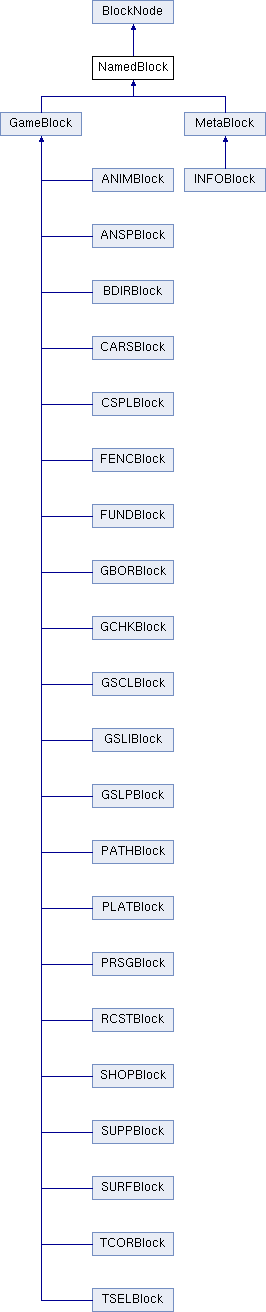 BlockNode
NamedBlock
GameBlock
MetaBlock
ANIMBlock
INFOBlock
ANSPBlock
BDIRBlock
CARSBlock
CSPLBlock
FENCBlock
FUNDBlock
GBORBlock
GCHKBlock
GSCLBlock
GSLIBlock
GSLPBlock
PATHBlock
PLATBlock
PRSGBlock
RCSTBlock
SHOPBlock
SUPPBlock
SURFBlock
TCORBlock
TSELBlock